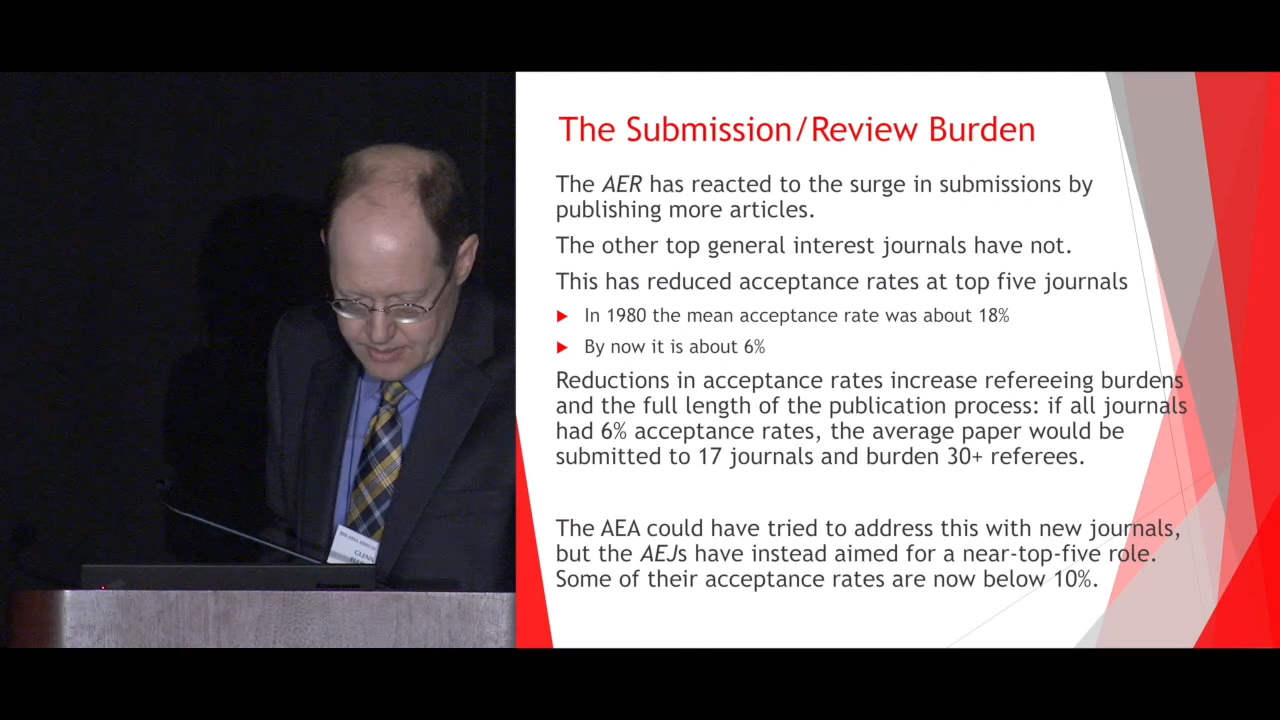 The Submission/Review Burden
The AER has reacted to the surge in submissions by
publishing more articles.
The other top general interest journals have not.
This has reduced acceptance rates at top five journals
In 1980 the mean acceptance rate was about 18%
By now it is about 6%
Reductions in acceptance rates increase refereeing burdens
and the full length of the publication process: if all journals
had 6% acceptance rates, the average paper would be
submitted to 17 journals and burden 30+ referees.
The AEA could have tried to address this with new journals,
but the AEJs have instead aimed for a near-top-five role.
Some of their acceptance rates are now below 10%.
GLENN